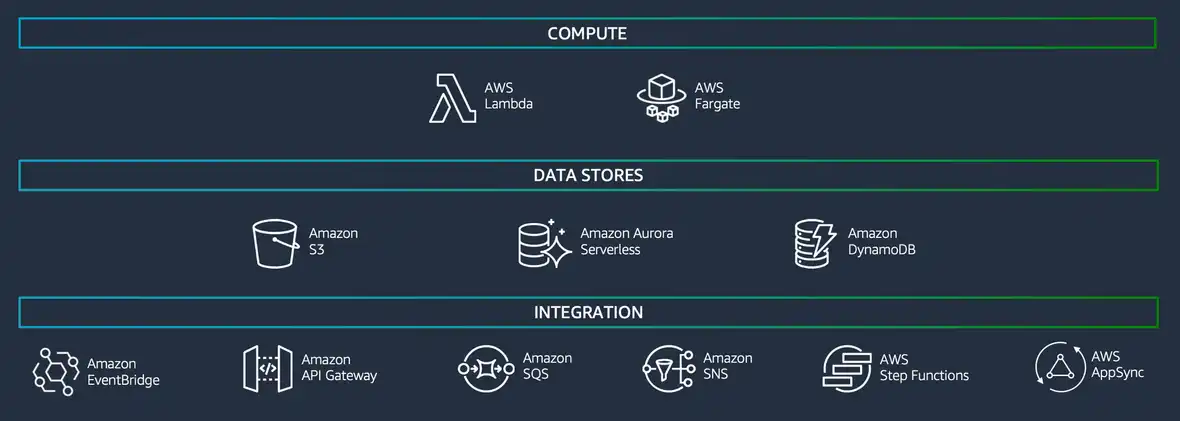 COMPUTE
AWS
Lambda
AWS
Fargate
DATA STORES
Amazon
S3
Amazon Aurora
Serverless
Amazon
DynamoDB
INTEGRATION
Amazon
EventBridge
Amazon
API Gateway
Amazon
SQS
Amazon
SNS
AWS
Step Functions
AWS
AppSync